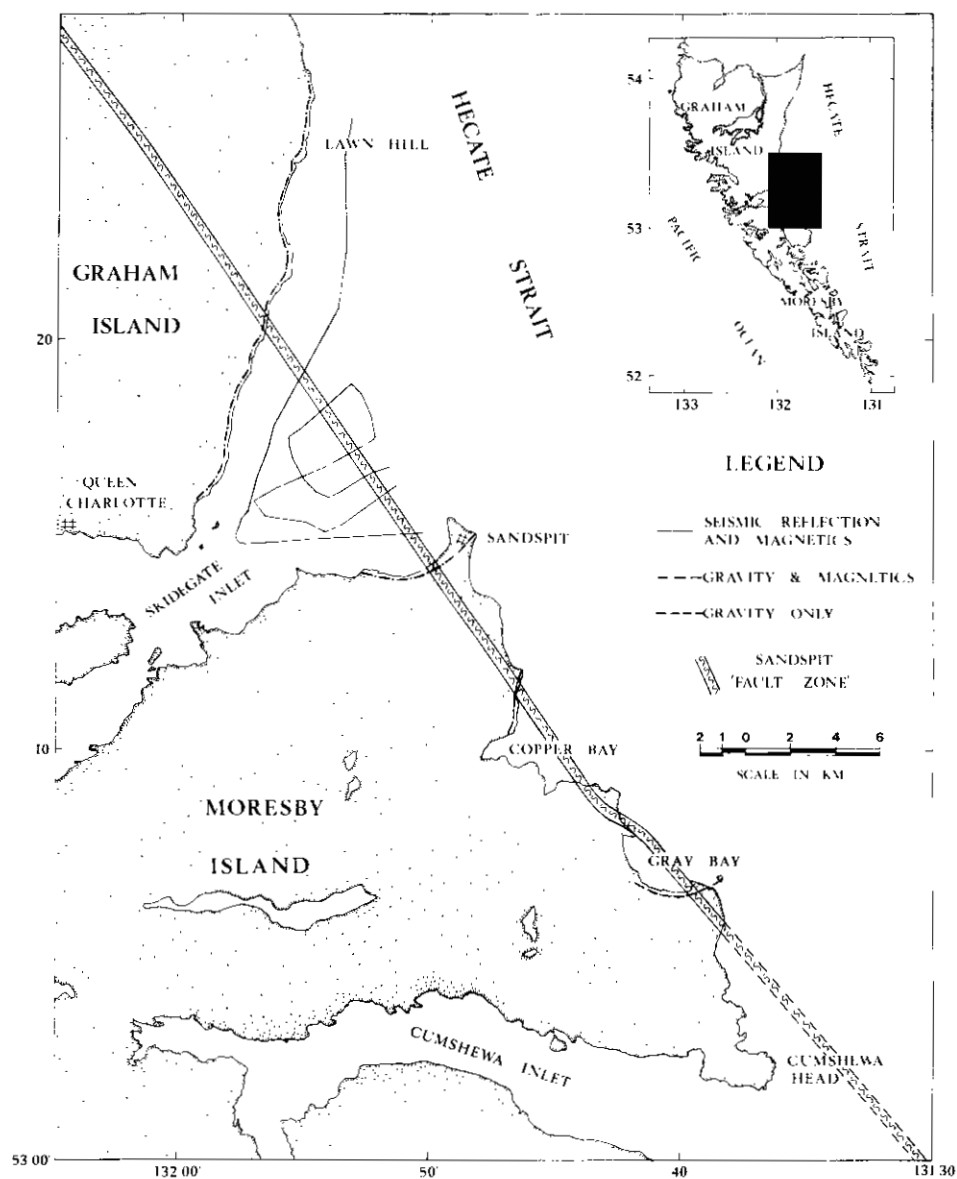 HECATE
STRAIT
LAWN HILL
GRAHAM
ISLAND
20
QUEEN
CHARLOTTE
SKIDEGATE
INLET
SANDSPIT
10
COPPER BAY
MORESBY
ISLAND
GRAY BAY
CUMSHEWA INLET
CUMSHEWA
HEAD
53 00
132 00
50
40
131 30
54
53
52
133
132
131
GRAHAM
ISLAND
HECATE
STRAIT
PACIFIC
OCEAN
MORESBY
ISLAND
LEGEND
SEISMIC REFLECTION
AND MAGNETICS
GRAVITY & MAGNETICS
GRAVITY ONLY
SANDSPIT
'FAULT ZONE'
2 1 0 2 4 6
SCALE IN KM